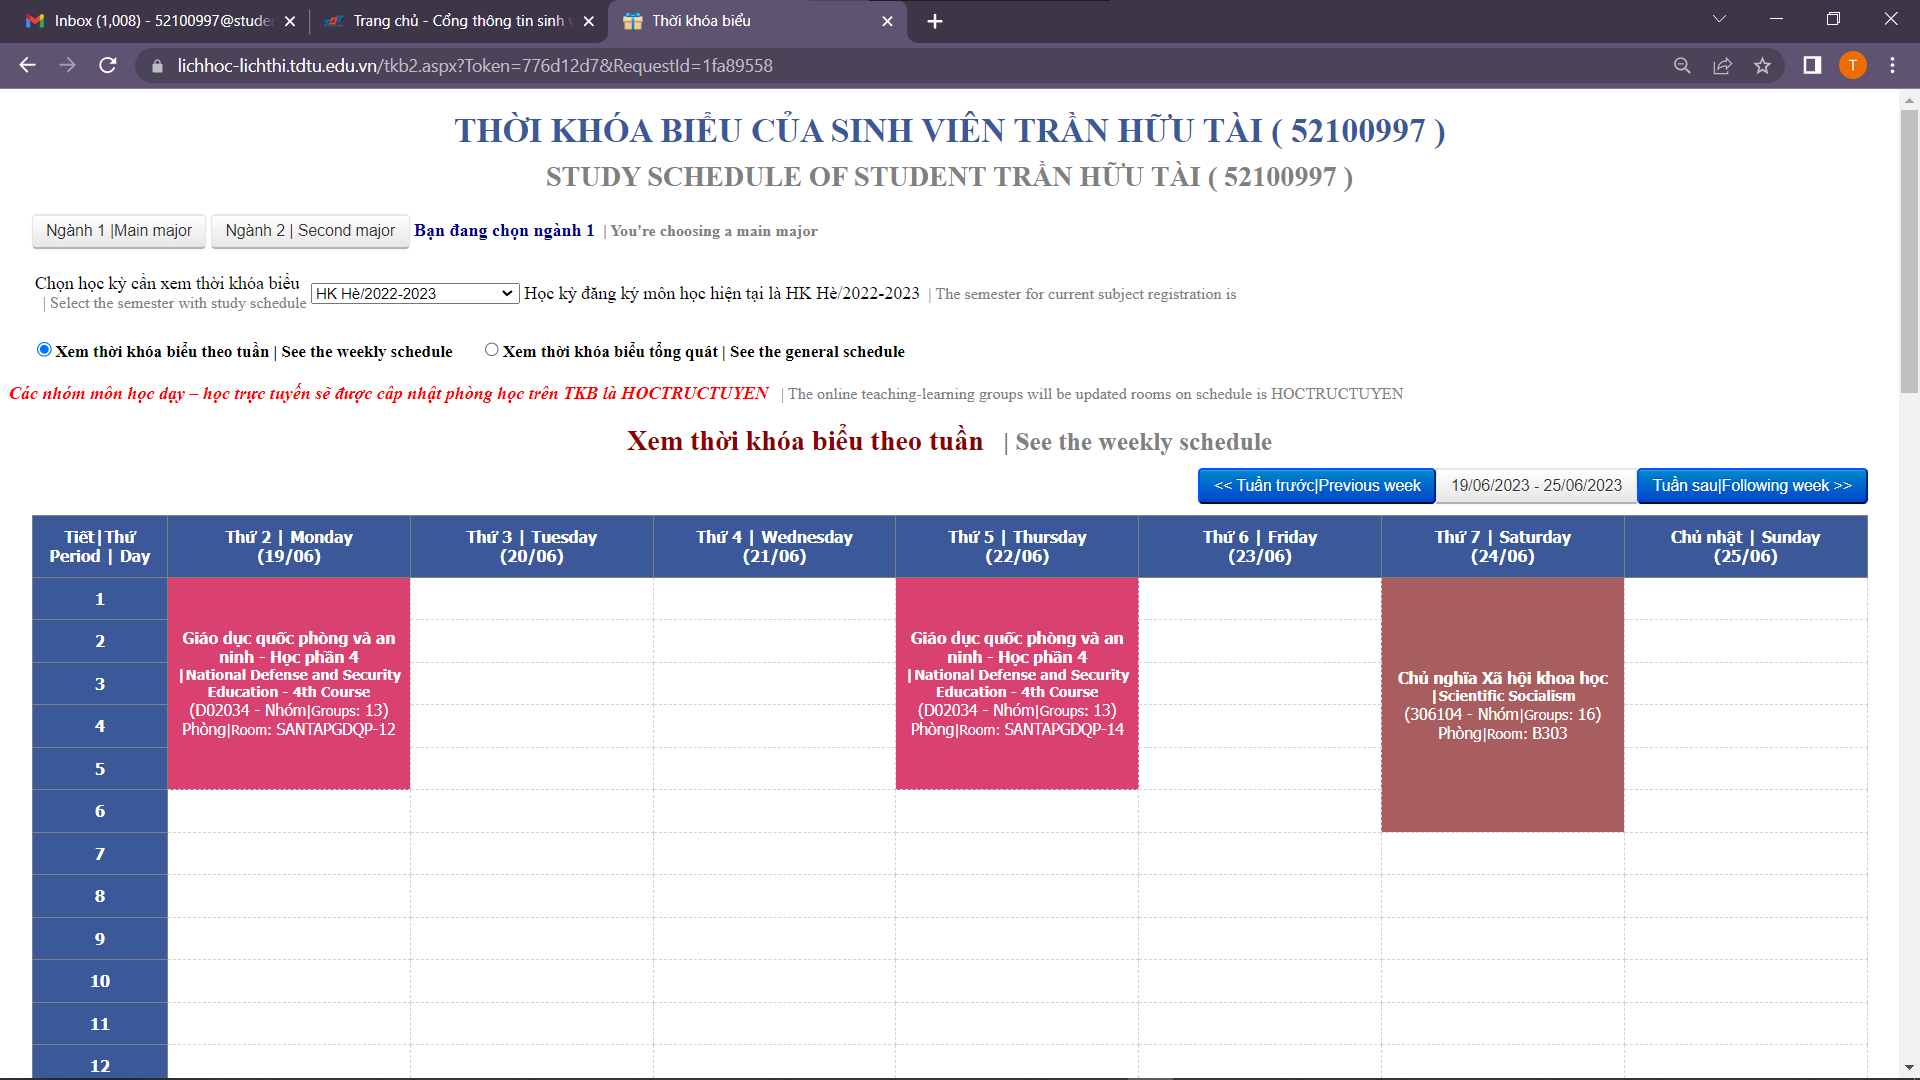 Inbox (1,008) - 52100997@stude
Trang chủ - Cổng thông tin sinh v
Thời khóa biểu
lichhoc-lichthi.tdtu.edu.vn/tkb2.aspx?Token=776d12d7&RequestId=1fa89558
T
THỜI KHÓA BIỂU CỦA SINH VIÊN TRẦN HỮU TÀI ( 52100997 )
STUDY SCHEDULE OF STUDENT TRẦN HỮU TÀI ( 52100997 )
Ngành 1 |Main major Ngành 2 | Second major Bạn đang chọn ngành 1 | You're choosing a main major
Chọn học kỳ cần xem thời khóa biểu
| Select the semester with study schedule HK Hè/2022-2023 Học kỳ đăng ký môn học hiện tại là HK Hè/2022-2023 | The semester for current subject registration is
Xem thời khóa biểu theo tuần | See the weekly schedule Xem thời khóa biểu tổng quát | See the general schedule
Các nhóm môn học dạy – học trực tuyến sẽ được câp nhật phòng học trên TKB là HOCTRUCTUYEN | The online teaching-learning groups will be updated rooms on schedule is HOCTRUCTUYEN
Xem thời khóa biểu theo tuần | See the weekly schedule
<< Tuần trước|Previous week 19/06/2023 - 25/06/2023 Tuần sau|Following week >>
Tiết|Thứ
Period | Day
Thứ 2 | Monday
(19/06)
Thứ 3 | Tuesday
(20/06)
Thứ 4 | Wednesday
(21/06)
Thứ 5 | Thursday
(22/06)
Thứ 6 | Friday
(23/06)
Thứ 7 | Saturday
(24/06)
Chủ nhật | Sunday
(25/06)
1
2
3
4
5
6
7
8
9
10
11
12
Giáo dục quốc phòng và an
ninh - Học phần 4
|National Defense and Security
Education - 4th Course
(D02034 - Nhóm|Groups: 13)
Phòng|Room: SANTAPGDQP-12
Giáo dục quốc phòng và an
ninh - Học phần 4
|National Defense and Security
Education - 4th Course
(D02034 - Nhóm|Groups: 13)
Phòng|Room: SANTAPGDQP-14
Chủ nghĩa Xã hội khoa học
|Scientific Socialism
(306104 - Nhóm|Groups: 16)
Phòng|Room: B303